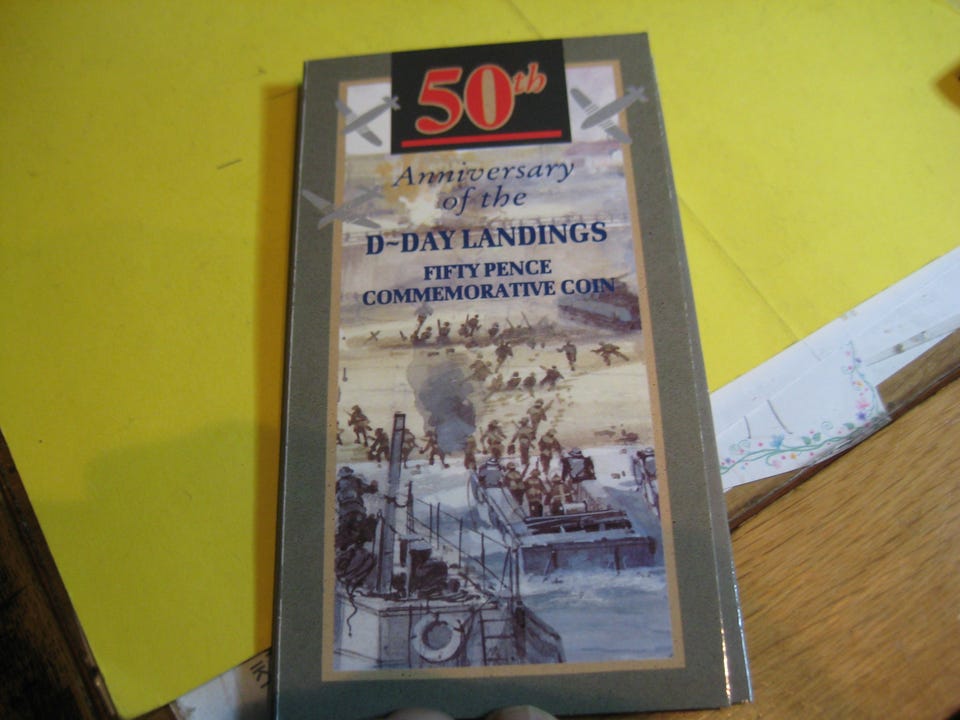 50th
Anniversary
of the
D~DAY LANDINGS
FIFTY PENCE
COMMEMORATIVE COIN